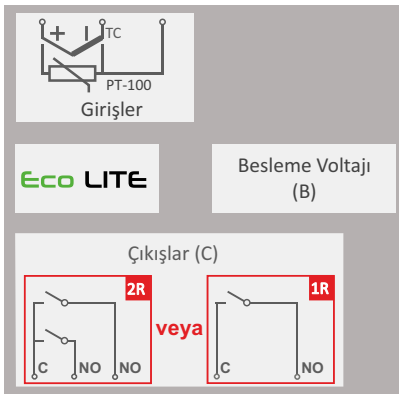 + − TC
PT-100
Girişler
Eco LITE
Besleme Voltajı
(B)
Çıkışlar (C)
2R
C NO NO
veya
1R
C NO